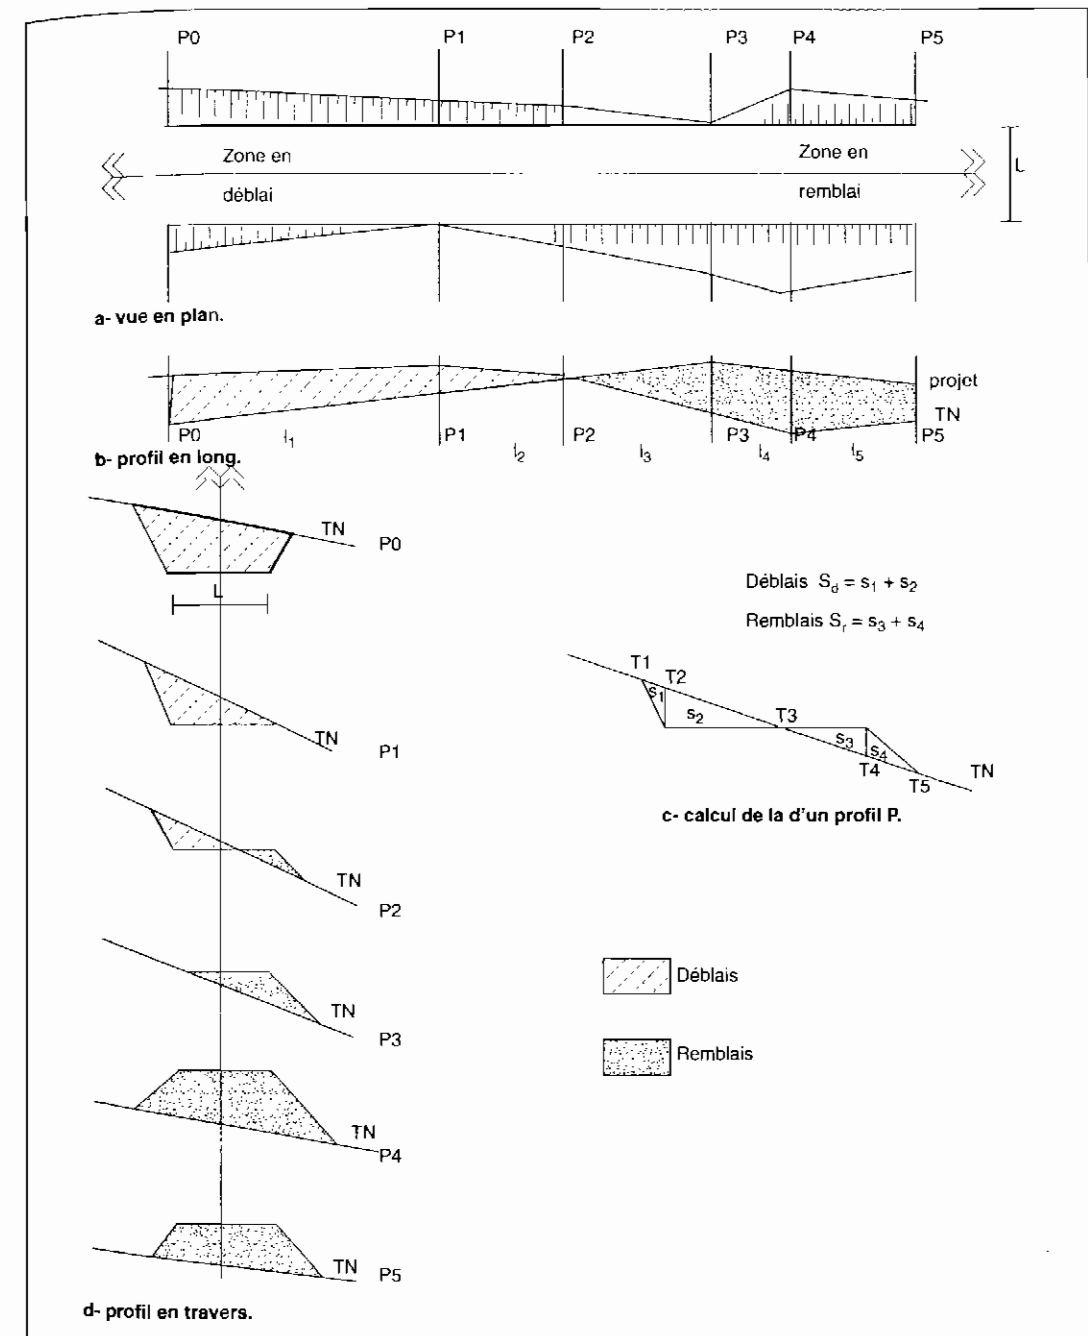 P0 P1 P2 P3 P4 P5
Zone en
déblai
Zone en
remblai
L
a- vue en plan.
projet
TN
P0 l₁ P1 l₂ P2 l₃ P3 l₄ P4 l₅ P5
b- profil en long.
TN
P0
L
Déblais S_d = s₁ + s₂
Remblais S_r = s₃ + s₄
TN
P1
T1
T2
s₁
s₂
T3
s₃
s₄
T4
T5
TN
c- calcul de la d'un profil P.
TN
P2
TN
P3
Déblais
Remblais
TN
P4
TN
P5
d- profil en travers.